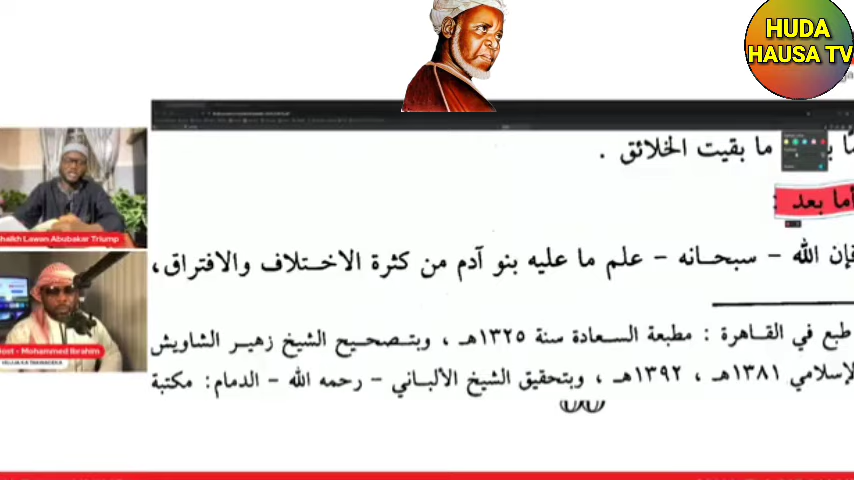 HUDA
HAUSA TV
ما بقيت الخلائق .
أما بعد :
فإن الله - سبحانه - علم ما عليه بنو آدم من كثرة الاختلاف والافتراق،
طبع في القاهرة : مطبعة السعادة سنة ١٣٢٥هـ ، وبتصحيح الشيخ زهير الشاويش
الإسلامي ١٣٨١هـ ، ١٣٩٢هـ ، وبتحقيق الشيخ الألباني - رحمه الله - الدمام: مكتبة
Shaikh Lawan Abubakar Triump
Host - Mohammed Ibrahim